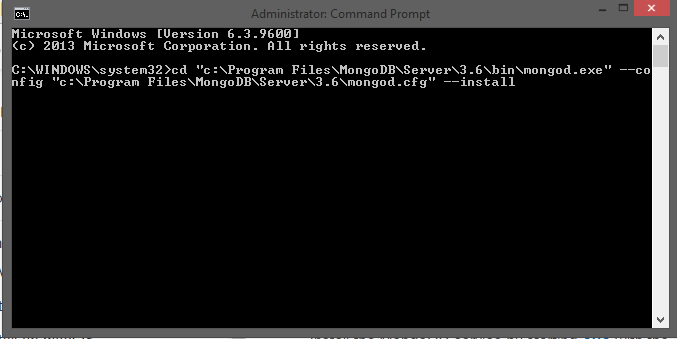 Administrator: Command Prompt
Microsoft Windows [Version 6.3.9600]
(c) 2013 Microsoft Corporation. All rights reserved.
C:\WINDOWS\system32>cd "c:\Program Files\MongoDB\Server\3.6\bin\mongod.exe" --co
nfig "c:\Program Files\MongoDB\Server\3.6\mongod.cfg" --install